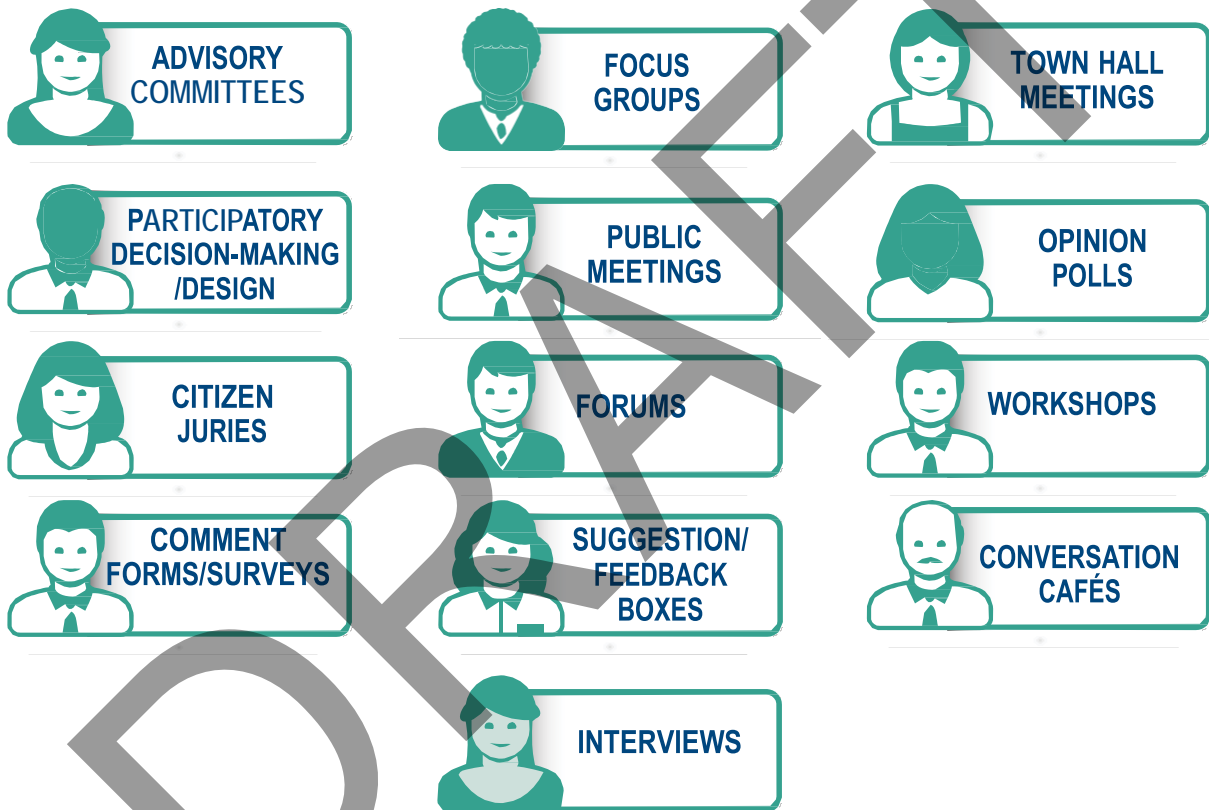 ADVISORY
COMMITTEES
FOCUS
GROUPS
TOWN HALL
MEETINGS
PARTICIPATORY
DECISION-MAKING
/DESIGN
PUBLIC
MEETINGS
OPINION
POLLS
CITIZEN
JURIES
FORUMS
WORKSHOPS
COMMENT
FORMS/SURVEYS
SUGGESTION/
FEEDBACK
BOXES
CONVERSATION
CAFÉS
INTERVIEWS
DRAFT